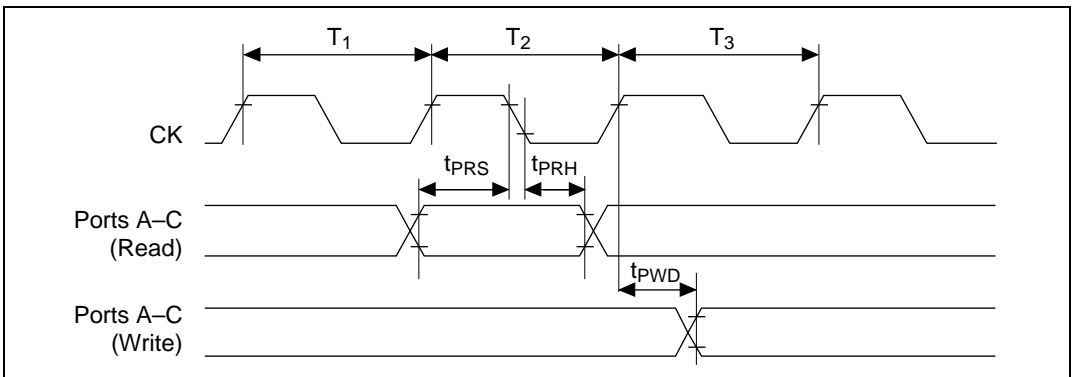 T₁ T₂ T₃
CK
tPRS tPRH
Ports A–C
(Read)
tPWD
Ports A–C
(Write)